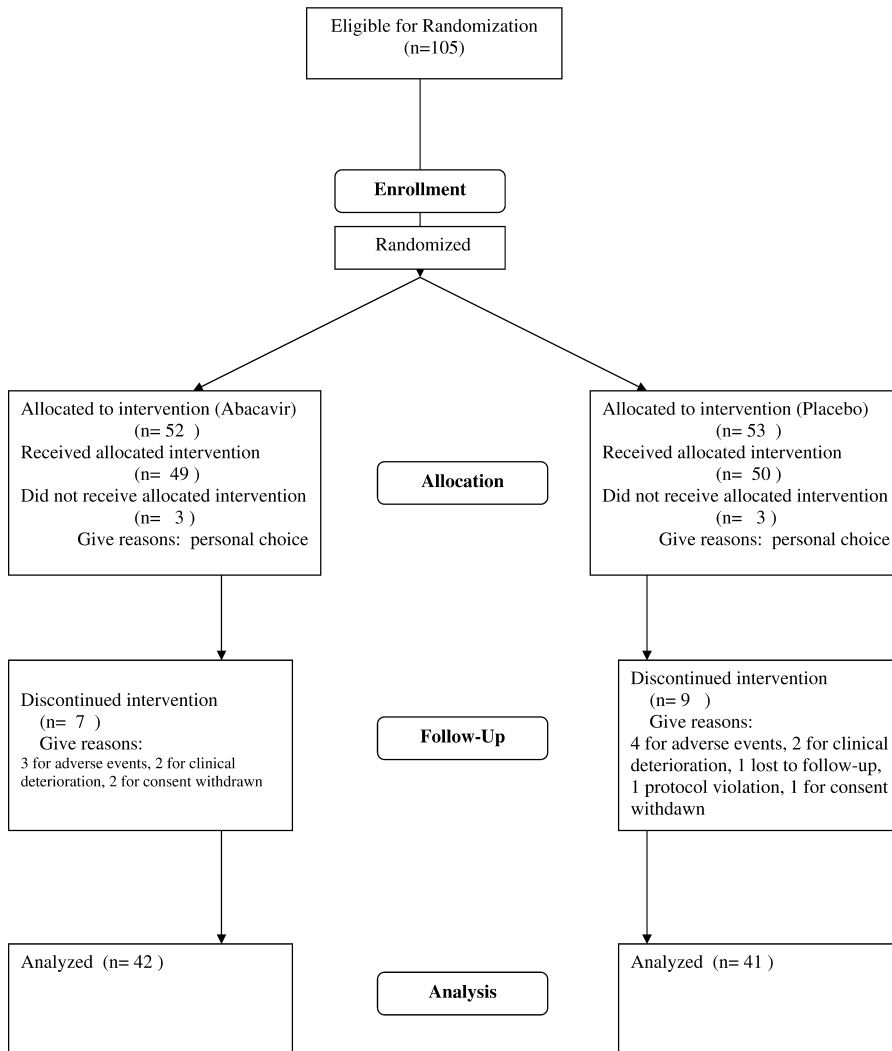 Eligible for Randomization
(n=105)
Enrollment
Randomized
Allocated to intervention (Abacavir)
(n= 52 )
Received allocated intervention
(n= 49 )
Did not receive allocated intervention
(n= 3 )
Give reasons: personal choice
Allocation
Allocated to intervention (Placebo)
(n= 53 )
Received allocated intervention
(n= 50 )
Did not receive allocated intervention
(n= 3 )
Give reasons: personal choice
Discontinued intervention
(n= 7 )
Give reasons:
3 for adverse events, 2 for clinical
deterioration, 2 for consent withdrawn
Follow-Up
Discontinued intervention
(n= 9 )
Give reasons:
4 for adverse events, 2 for clinical
deterioration, 1 lost to follow-up,
1 protocol violation, 1 for consent
withdawn
Analyzed (n= 42 )
Analysis
Analyzed (n= 41 )